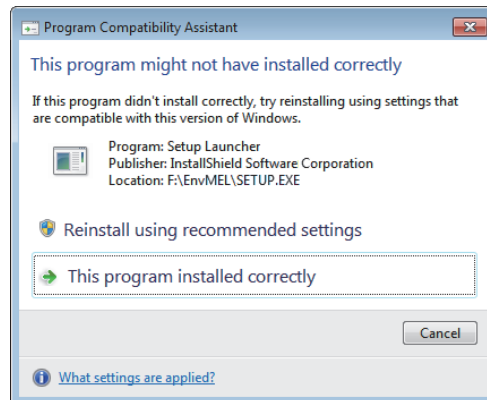 Program Compatibility Assistant
This program might not have installed correctly
If this program didn't install correctly, try reinstalling using settings that
are compatible with this version of Windows.
Program: Setup Launcher
Publisher: InstallShield Software Corporation
Location: F:\EnvMEL\SETUP.EXE
Reinstall using recommended settings
This program installed correctly
Cancel
What settings are applied?